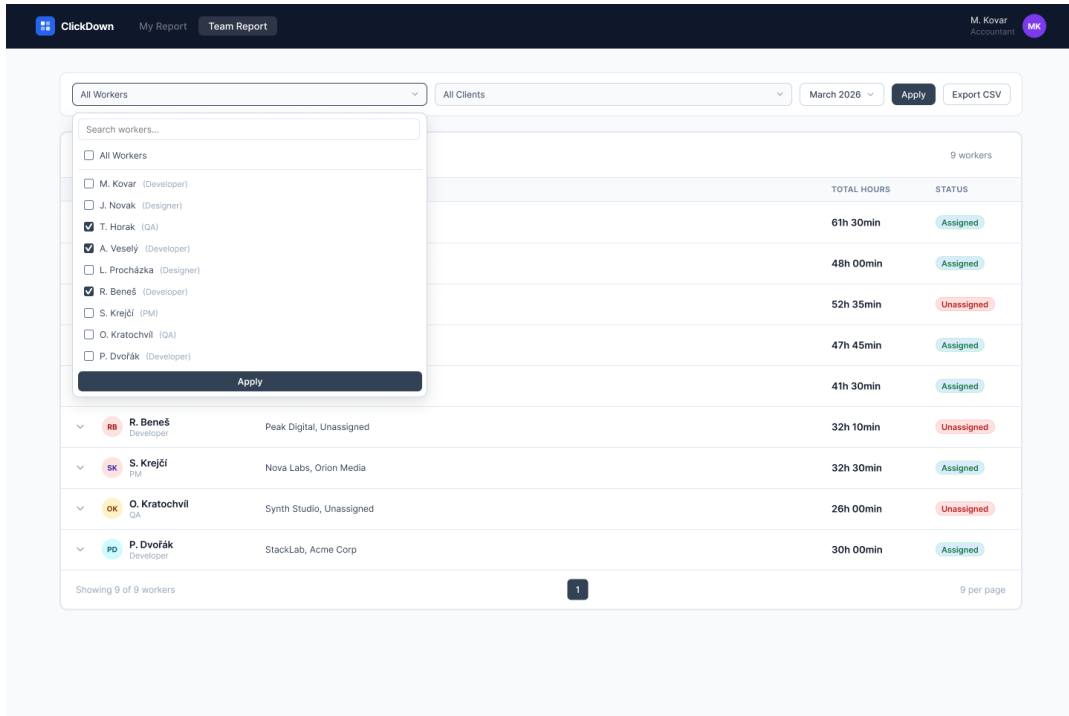 ClickDown My Report Team Report M. Kovar
Accountant MK
All Workers All Clients March 2026 Apply Export CSV
Search workers...
All Workers 9 workers
M. Kovar (Developer) TOTAL HOURS STATUS
J. Novak (Designer)
T. Horak (QA) 61h 30min Assigned
A. Veselý (Developer)
L. Procházka (Designer) 48h 00min Assigned
R. Beneš (Developer)
S. Krejčí (PM) 52h 35min Unassigned
O. Kratochvíl (QA) 47h 45min Assigned
P. Dvořák (Developer)
Apply 41h 30min Assigned
RB R. Beneš
Developer Peak Digital, Unassigned 32h 10min Unassigned
SK S. Krejčí
PM Nova Labs, Orion Media 32h 30min Assigned
OK O. Kratochvíl
QA Synth Studio, Unassigned 26h 00min Unassigned
PD P. Dvořák
Developer StackLab, Acme Corp 30h 00min Assigned
Showing 9 of 9 workers 1 9 per page